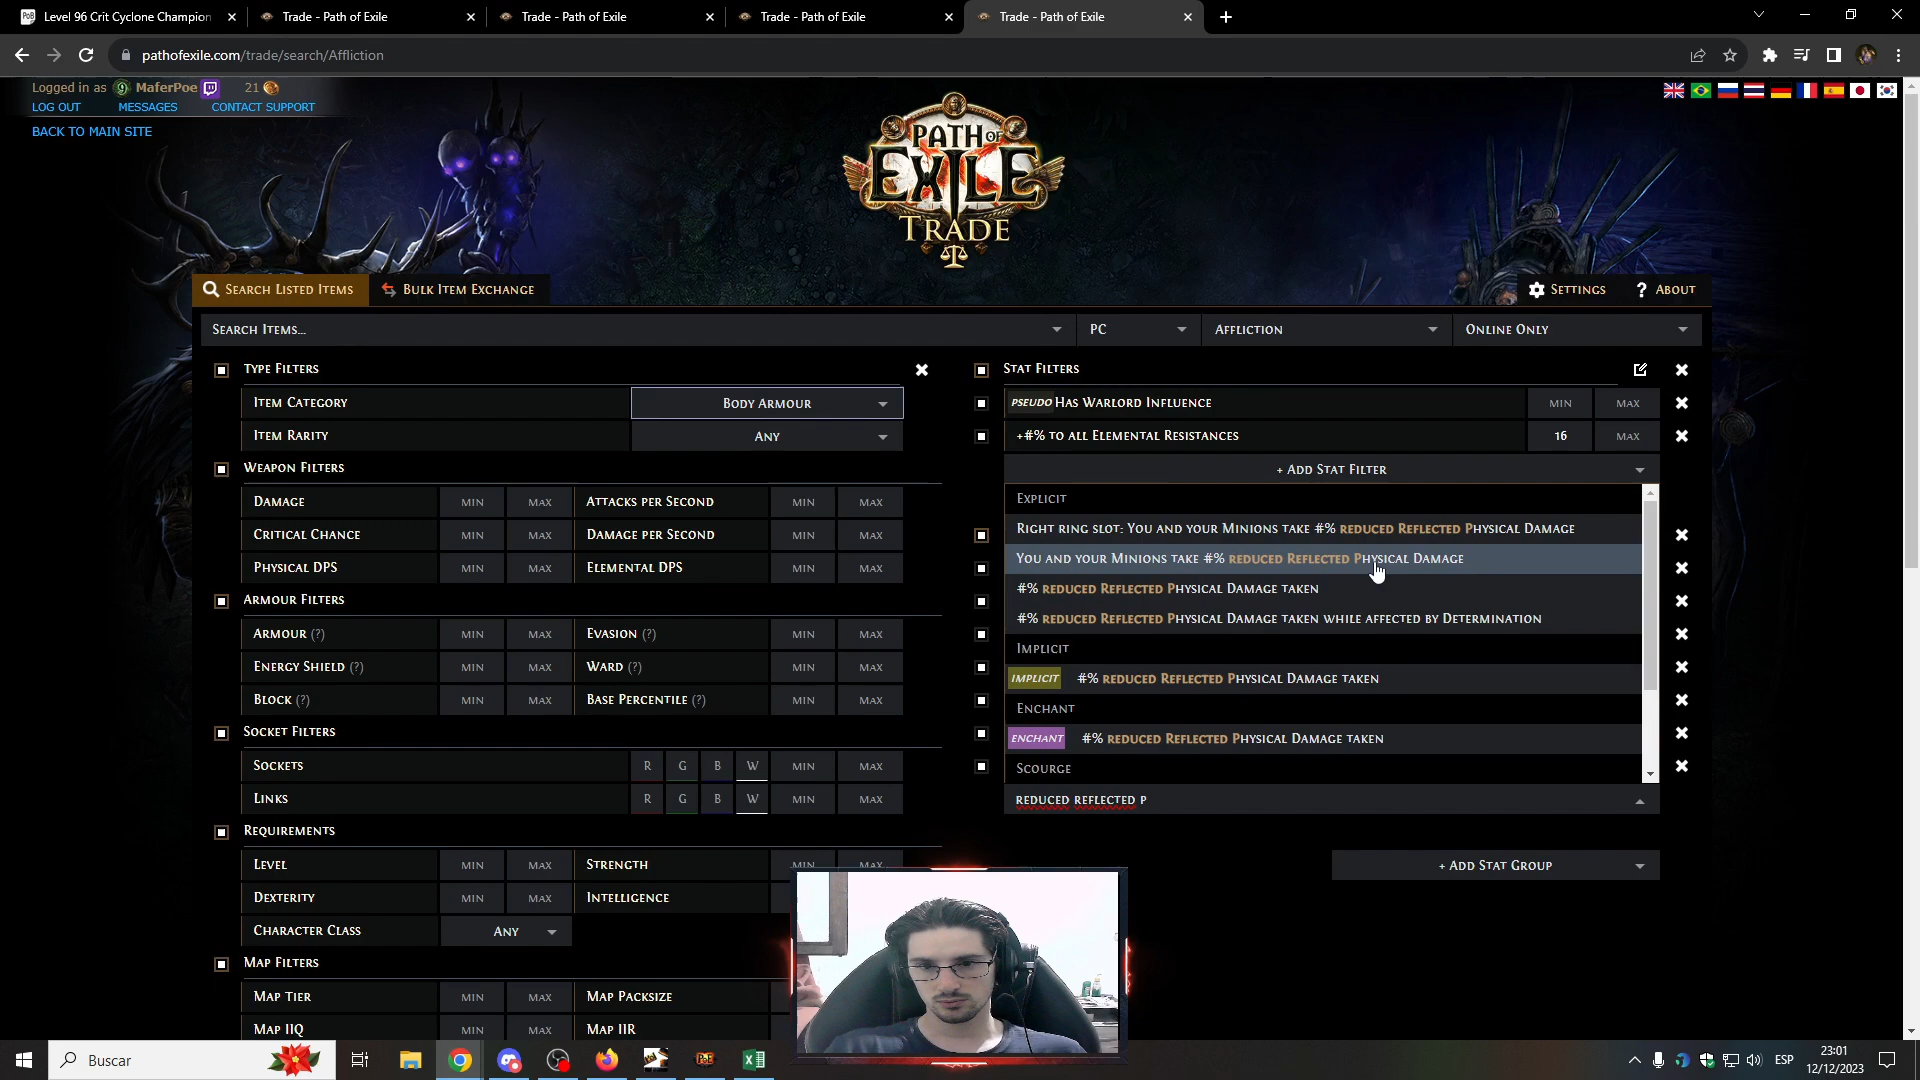 Level 96 Crit Cyclone Champion
Trade - Path of Exile
Trade - Path of Exile
Trade - Path of Exile
Trade - Path of Exile
pathofexile.com/trade/search/Affliction
Logged in as MaferPoe 21
LOG OUT MESSAGES CONTACT SUPPORT
BACK TO MAIN SITE
PATH OF EXILE TRADE
SEARCH LISTED ITEMS
BULK ITEM EXCHANGE
SETTINGS
? ABOUT
SEARCH ITEMS...
PC
AFFLICTION
ONLINE ONLY
TYPE FILTERS
ITEM CATEGORY BODY ARMOUR
ITEM RARITY ANY
WEAPON FILTERS
DAMAGE MIN MAX ATTACKS PER SECOND MIN MAX
CRITICAL CHANCE MIN MAX DAMAGE PER SECOND MIN MAX
PHYSICAL DPS MIN MAX ELEMENTAL DPS MIN MAX
ARMOUR FILTERS
ARMOUR (?) MIN MAX EVASION (?) MIN MAX
ENERGY SHIELD (?) MIN MAX WARD (?) MIN MAX
BLOCK (?) MIN MAX BASE PERCENTILE (?) MIN MAX
SOCKET FILTERS
SOCKETS R G B W MIN MAX
LINKS R G B W MIN MAX
REQUIREMENTS
LEVEL MIN MAX STRENGTH MIN MAX
DEXTERITY MIN MAX INTELLIGENCE
CHARACTER CLASS ANY
MAP FILTERS
MAP TIER MIN MAX MAP PACKSIZE
MAP IIQ MIN MAX MAP IIR
STAT FILTERS
PSEUDO HAS WARLORD INFLUENCE MIN MAX
+#% TO ALL ELEMENTAL RESISTANCES 16 MAX
+ ADD STAT FILTER
EXPLICIT
RIGHT RING SLOT: YOU AND YOUR MINIONS TAKE #% REDUCED REFLECTED PHYSICAL DAMAGE
YOU AND YOUR MINIONS TAKE #% REDUCED REFLECTED PHYSICAL DAMAGE
#% REDUCED REFLECTED PHYSICAL DAMAGE TAKEN
#% REDUCED REFLECTED PHYSICAL DAMAGE TAKEN WHILE AFFECTED BY DETERMINATION
IMPLICIT
IMPLICIT #% REDUCED REFLECTED PHYSICAL DAMAGE TAKEN
ENCHANT
ENCHANT #% REDUCED REFLECTED PHYSICAL DAMAGE TAKEN
SCOURGE
REDUCED REFLECTED P
+ ADD STAT GROUP
Buscar
ESP
23:01
12/12/2023